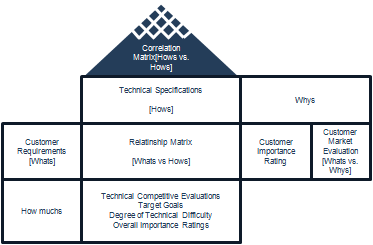 Correlation
Matrix[Hows vs.
Hows]
Technical Specifications
[Hows]
Whys
Customer
Requirements
[Whats]
Relatinship Matrix
[Whats vs Hows]
Customer
Importance
Rating
Customer
Market
Evaluation
[Whats vs.
Whys]
How muchs
Technical Competitive Evaluations
Target Goals
Degree of Technical Difficulty
Overall Importance Ratings